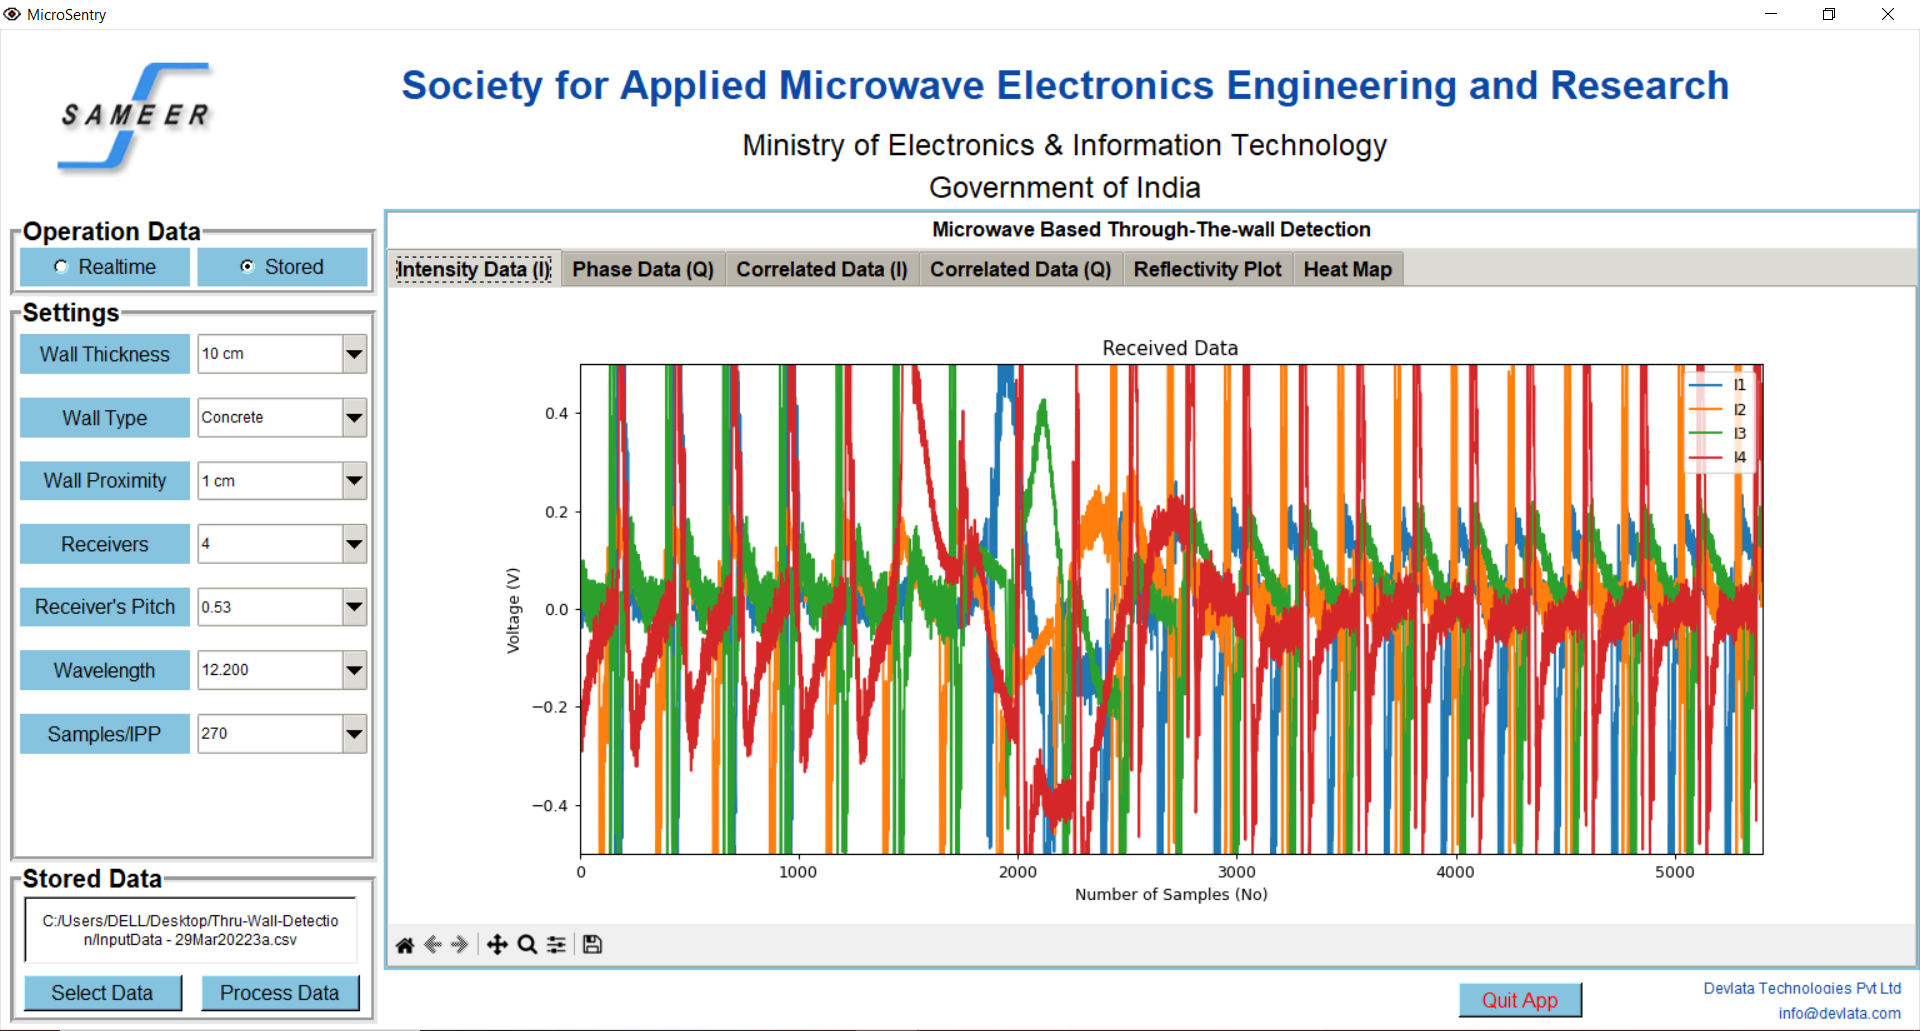 MicroSentry
SAMEER
Society for Applied Microwave Electronics Engineering and Research
Ministry of Electronics & Information Technology
Government of India
Operation Data
Realtime
Stored
Settings
Wall Thickness
10 cm
Wall Type
Concrete
Wall Proximity
1 cm
Receivers
4
Receiver's Pitch
0.53
Wavelength
12.200
Samples/IPP
270
Stored Data
C:/Users/DELL/Desktop/Thru-Wall-Detectio
n/InputData - 29Mar20223a.csv
Select Data
Process Data
Microwave Based Through-The-wall Detection
Intensity Data (I)
Phase Data (Q)
Correlated Data (I)
Correlated Data (Q)
Reflectivity Plot
Heat Map
Received Data
Voltage (V)
0.4
0.2
0.0
−0.2
−0.4
I1
I2
I3
I4
0
1000
2000
3000
4000
5000
Number of Samples (No)
Quit App
Devlata Technologies Pvt Ltd
info@devlata.com